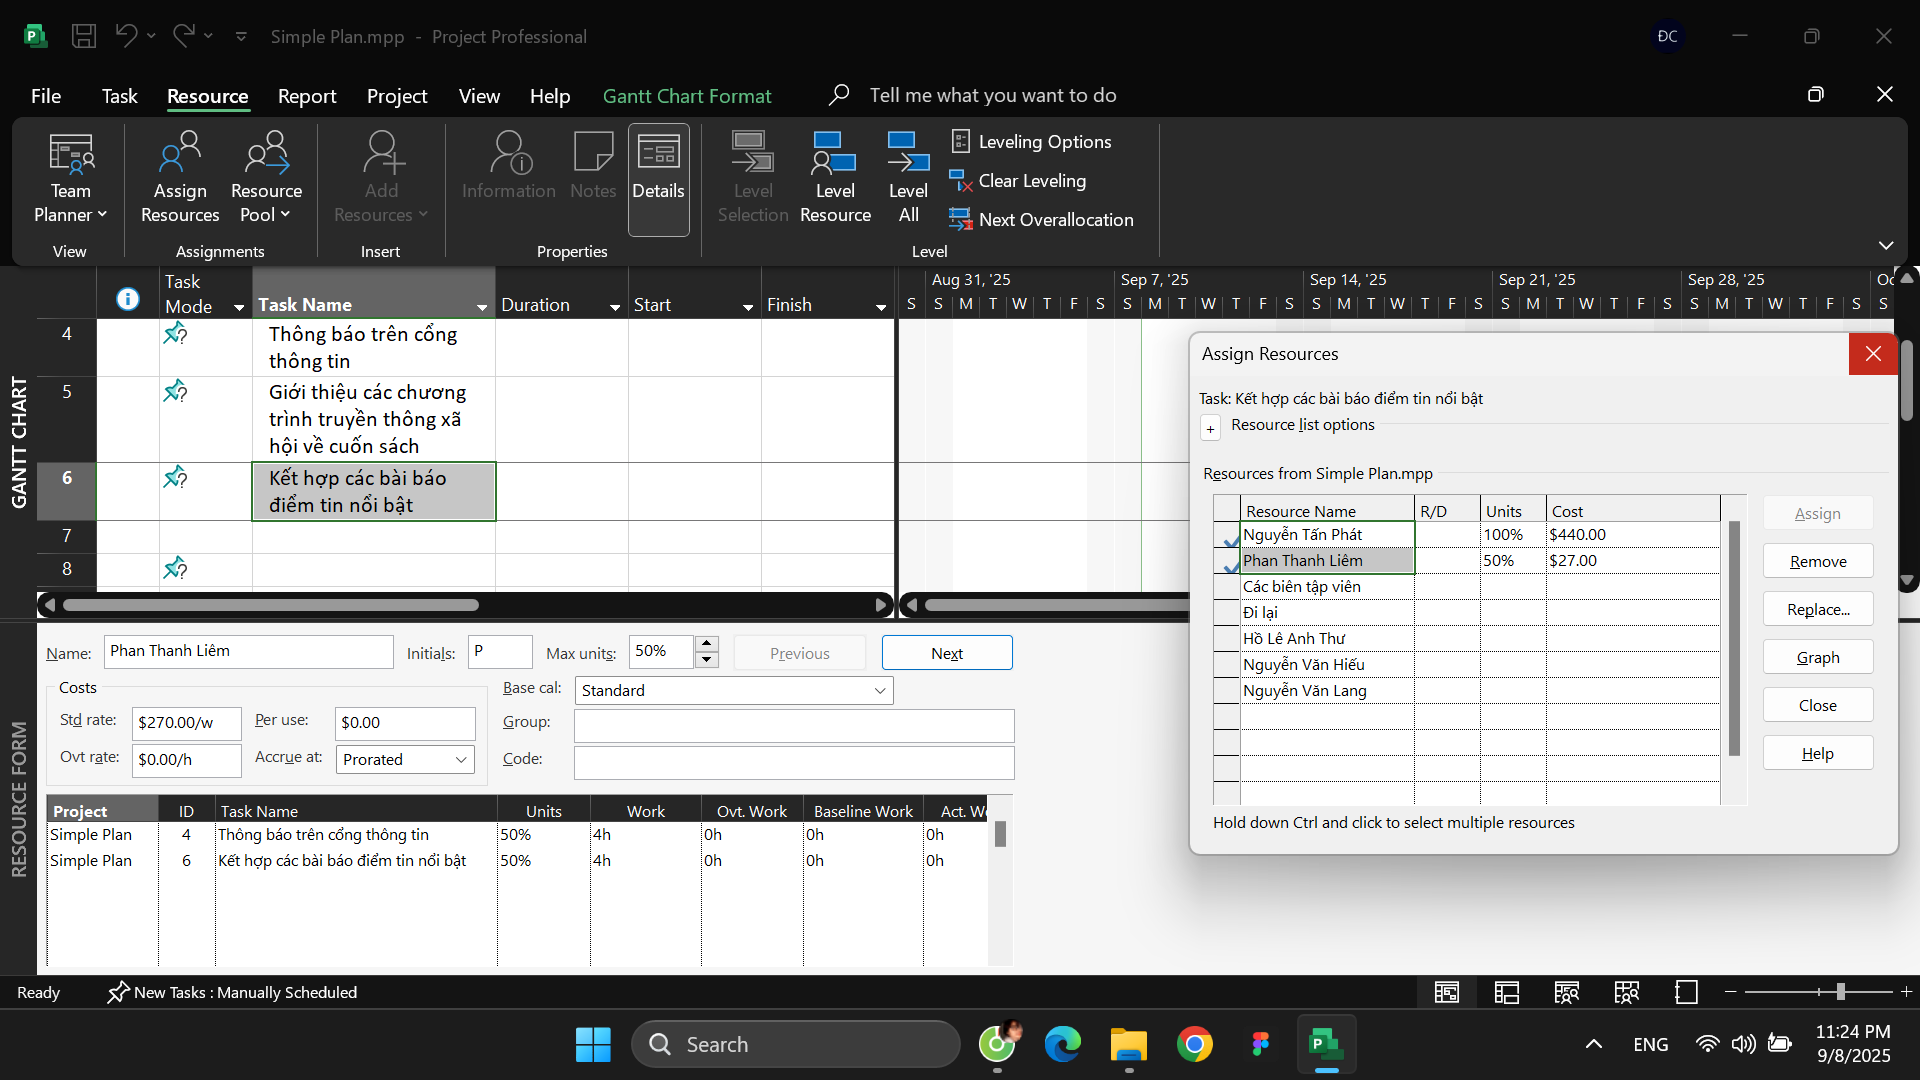 Simple Plan.mpp - Project Professional
ĐC
File Task Resource Report Project View Help Gantt Chart Format Tell me what you want to do
Team Planner
View
Assign Resources
Resource Pool
Assignments
Add Resources
Insert
Information
Notes
Details
Properties
Level Selection
Level Resource
Level All
Leveling Options
Clear Leveling
Next Overallocation
Level
GANTT CHART
Task Mode Task Name Duration Start Finish
Aug 31, '25 Sep 7, '25 Sep 14, '25 Sep 21, '25 Sep 28, '25 Oc
S S M T W T F S S M T W T F S S M T W T F S S M T W T F S S M T W T F S S
4 Thông báo trên cổng
thông tin
5 Giới thiệu các chương
trình truyền thông xã
hội về cuốn sách
6 Kết hợp các bài báo
điểm tin nổi bật
7
8
Assign Resources
Task: Kết hợp các bài báo điểm tin nổi bật
+ Resource list options
Resources from Simple Plan.mpp
Resource Name R/D Units Cost
Nguyễn Tấn Phát 100% $440.00
Phan Thanh Liêm 50% $27.00
Các biên tập viên
Đi lại
Hồ Lê Anh Thư
Nguyễn Văn Hiếu
Nguyễn Văn Lang
Assign
Remove
Replace...
Graph
Close
Help
Hold down Ctrl and click to select multiple resources
RESOURCE FORM
Name: Phan Thanh Liêm Initials: P Max units: 50% Previous Next
Costs
Std rate: $270.00/w Per use: $0.00
Ovt rate: $0.00/h Accrue at: Prorated
Base cal: Standard
Group:
Code:
Project ID Task Name Units Work Ovt. Work Baseline Work Act. W
Simple Plan 4 Thông báo trên cổng thông tin 50% 4h 0h 0h 0h
Simple Plan 6 Kết hợp các bài báo điểm tin nổi bật 50% 4h 0h 0h 0h
Ready New Tasks : Manually Scheduled
Search
ENG
11:24 PM
9/8/2025